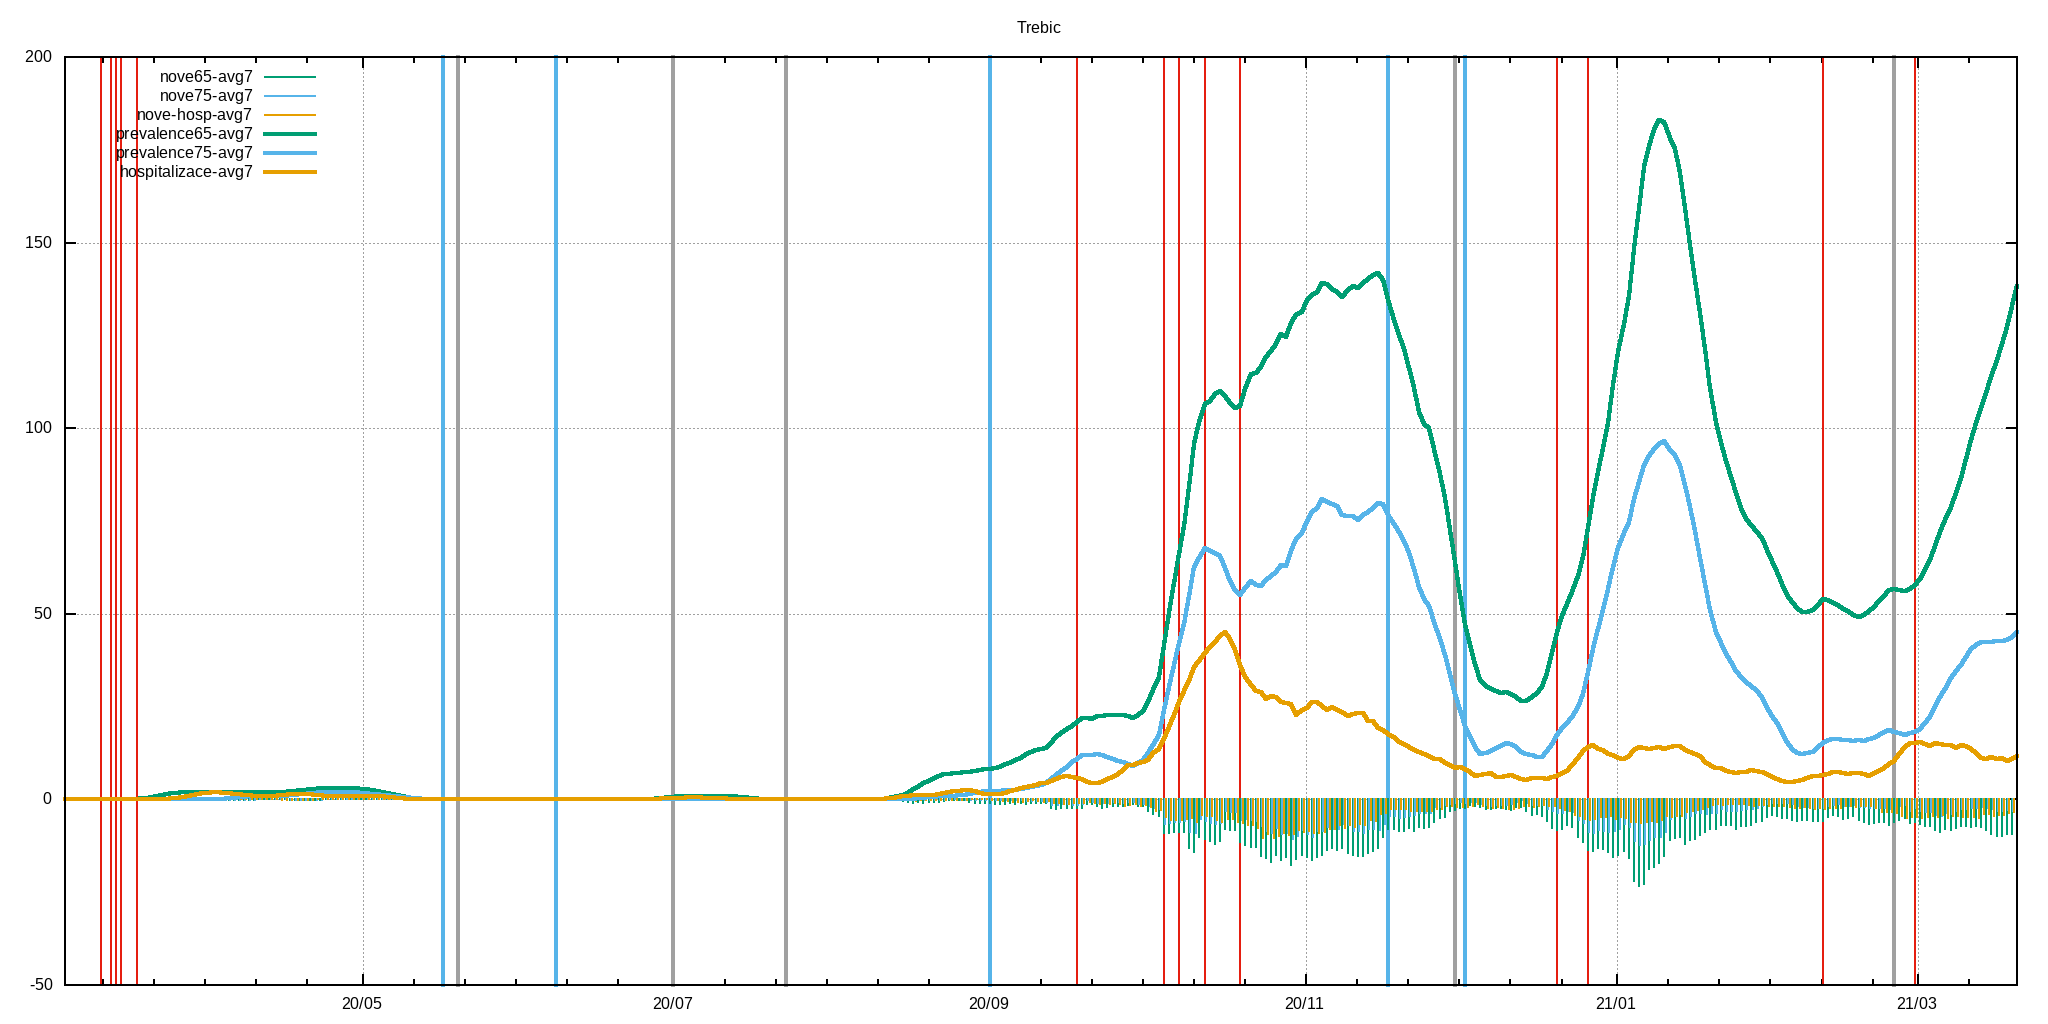 Trebic
200
150
100
50
0
-50
nove65-avg7
nove75-avg7
nove-hosp-avg7
prevalence65-avg7
prevalence75-avg7
hospitalizace-avg7
20/05
20/07
20/09
20/11
21/01
21/03